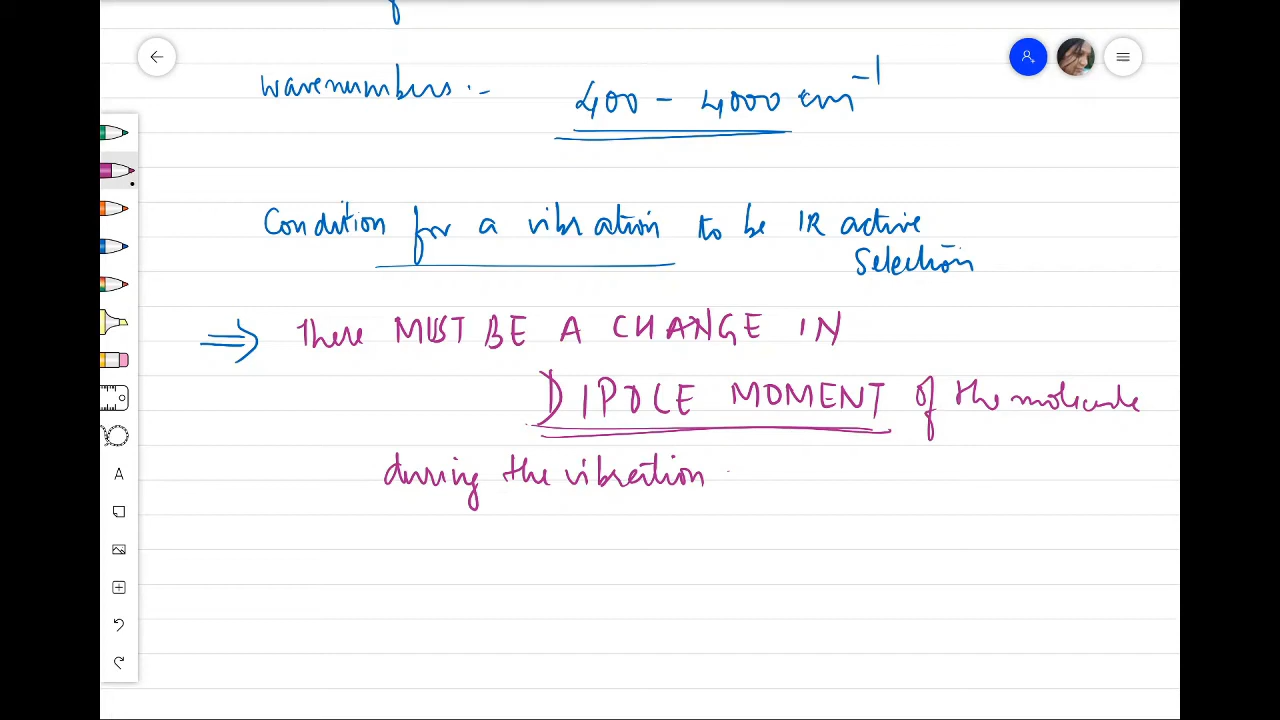 wavenumbers :- 400 - 4000 cm⁻¹
Condition for a vibration to be IR active
Selection
⇒ There MUST BE A CHANGE IN
DIPOLE MOMENT of the molecule
during the vibration
A